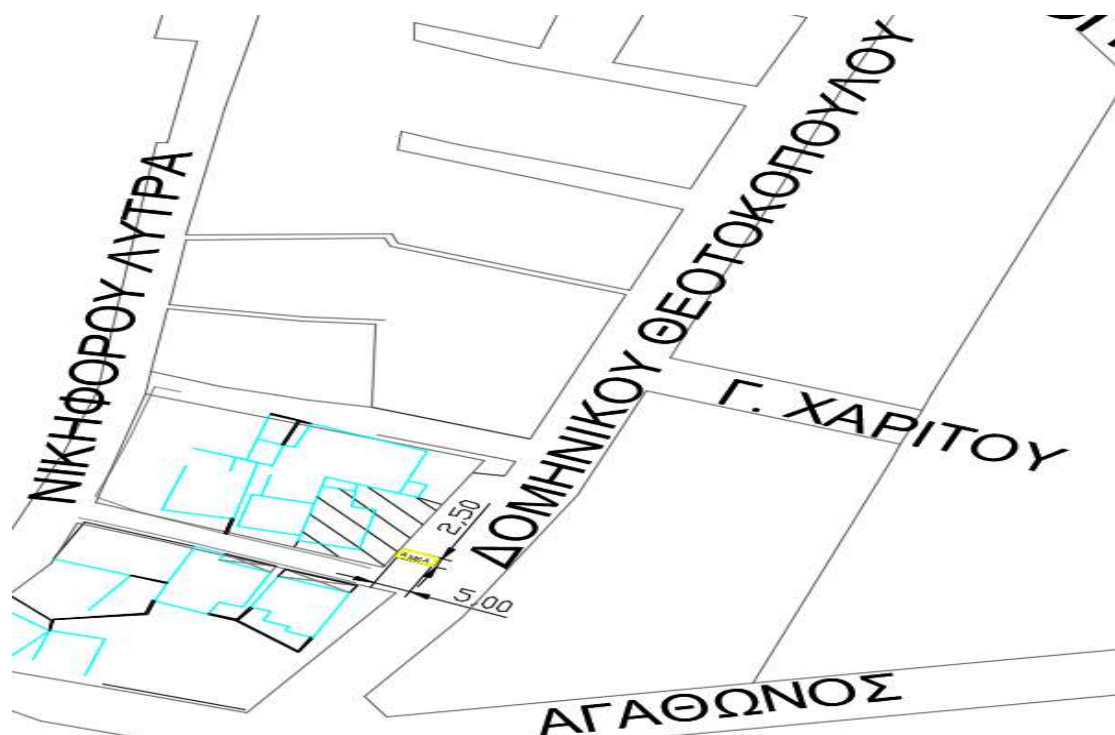 ΝΙΚΗΦΟΡΟΥ ΛΥΤΡΑ
ΔΟΜΗΝΙΚΟΥ ΘΕΟΤΟΚΟΠΟΥΛΟΥ
Γ. ΧΑΡΙΤΟΥ
2,50
5,00
ΑΓΑΘΩΝΟΣ